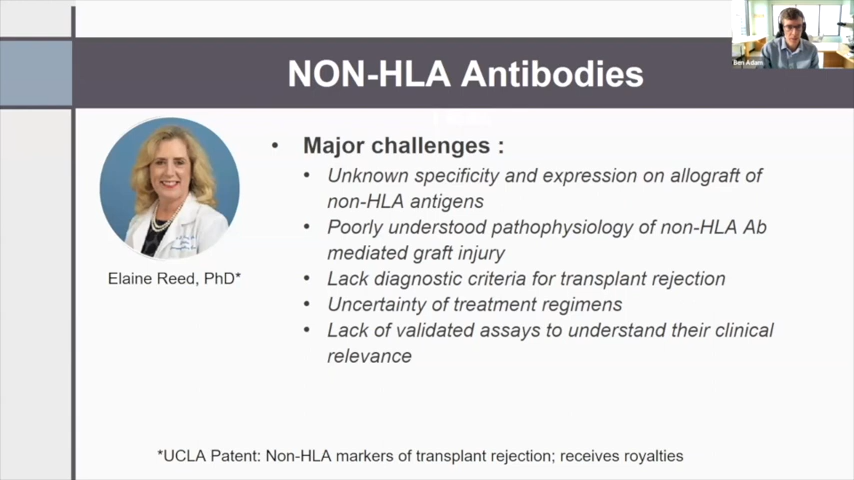 Ben Adam
NON-HLA Antibodies
Elaine Reed, PhD*
• Major challenges :
• Unknown specificity and expression on allograft of
non-HLA antigens
• Poorly understood pathophysiology of non-HLA Ab
mediated graft injury
• Lack diagnostic criteria for transplant rejection
• Uncertainty of treatment regimens
• Lack of validated assays to understand their clinical
relevance
*UCLA Patent: Non-HLA markers of transplant rejection; receives royalties